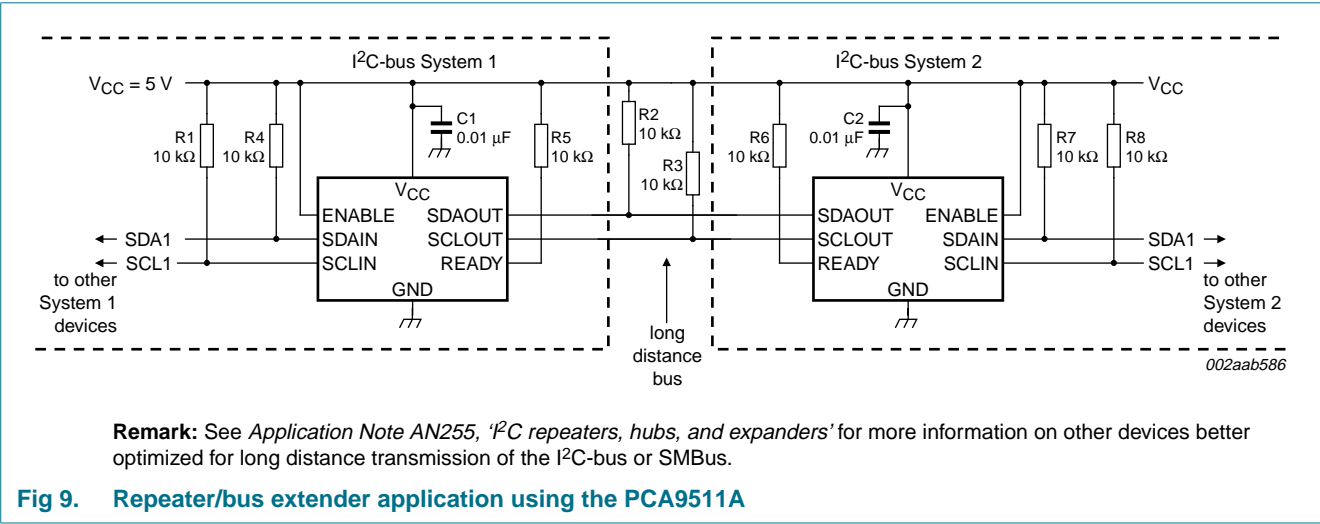 I2C-bus System 1
I2C-bus System 2
VCC = 5 V
VCC
R1
10 kΩ
R4
10 kΩ
C1
0.01 μF
R5
10 kΩ
R2
10 kΩ
R3
10 kΩ
R6
10 kΩ
C2
0.01 μF
R7
10 kΩ
R8
10 kΩ
VCC
ENABLE
SDAOUT
SDAIN
SCLOUT
SCLIN
READY
GND
VCC
SDAOUT
ENABLE
SCLOUT
SDAIN
READY
SCLIN
GND
SDA1
SCL1
to other
System 1
devices
long
distance
bus
SDA1
SCL1
to other
System 2
devices
002aab586
Remark: See Application Note AN255, ‘I2C repeaters, hubs, and expanders’ for more information on other devices better
optimized for long distance transmission of the I2C-bus or SMBus.
Fig 9. Repeater/bus extender application using the PCA9511A